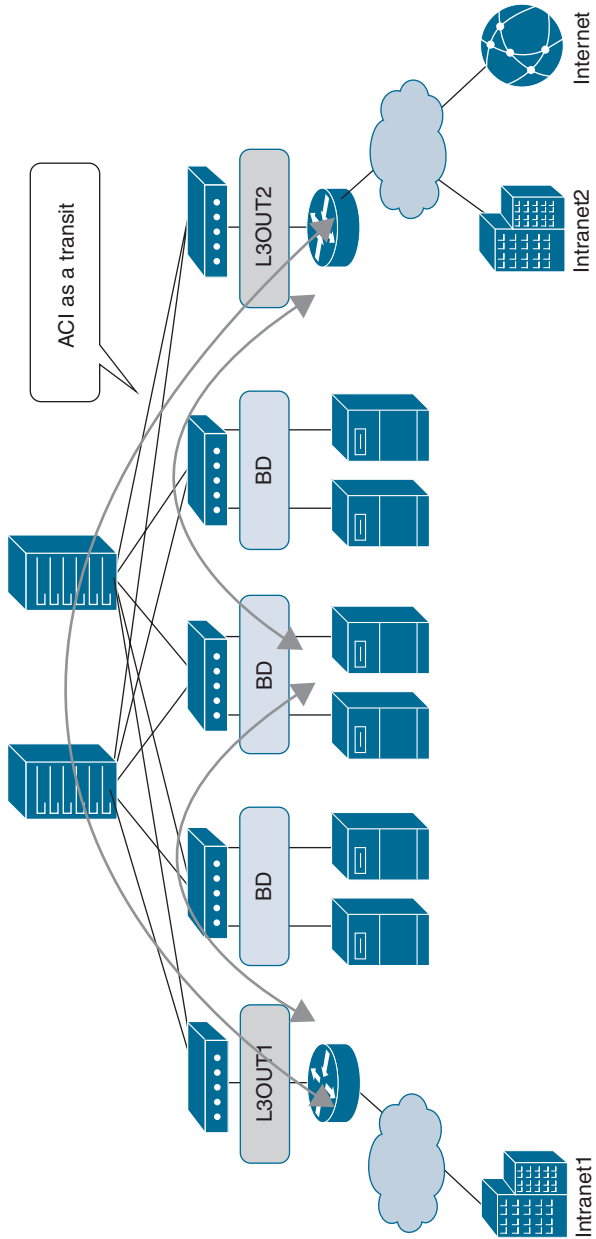 ACI as a transit
L3OUT1
BD
BD
BD
L3OUT2
Intranet1
Intranet2
Internet